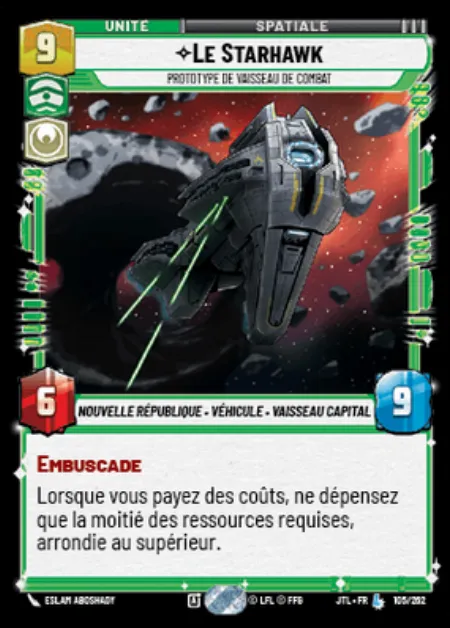 UNITÉ SPATIALE
9
LE STARHAWK
PROTOTYPE DE VAISSEAU DE COMBAT
6
NOUVELLE RÉPUBLIQUE • VÉHICULE • VAISSEAU CAPITAL
9
EMBUSCADE
Lorsque vous payez des coûts, ne dépensez
que la moitié des ressources requises,
arrondie au supérieur.
ESLAM ABOSHADY A © LFL © FFG JTL • FR L 105/262